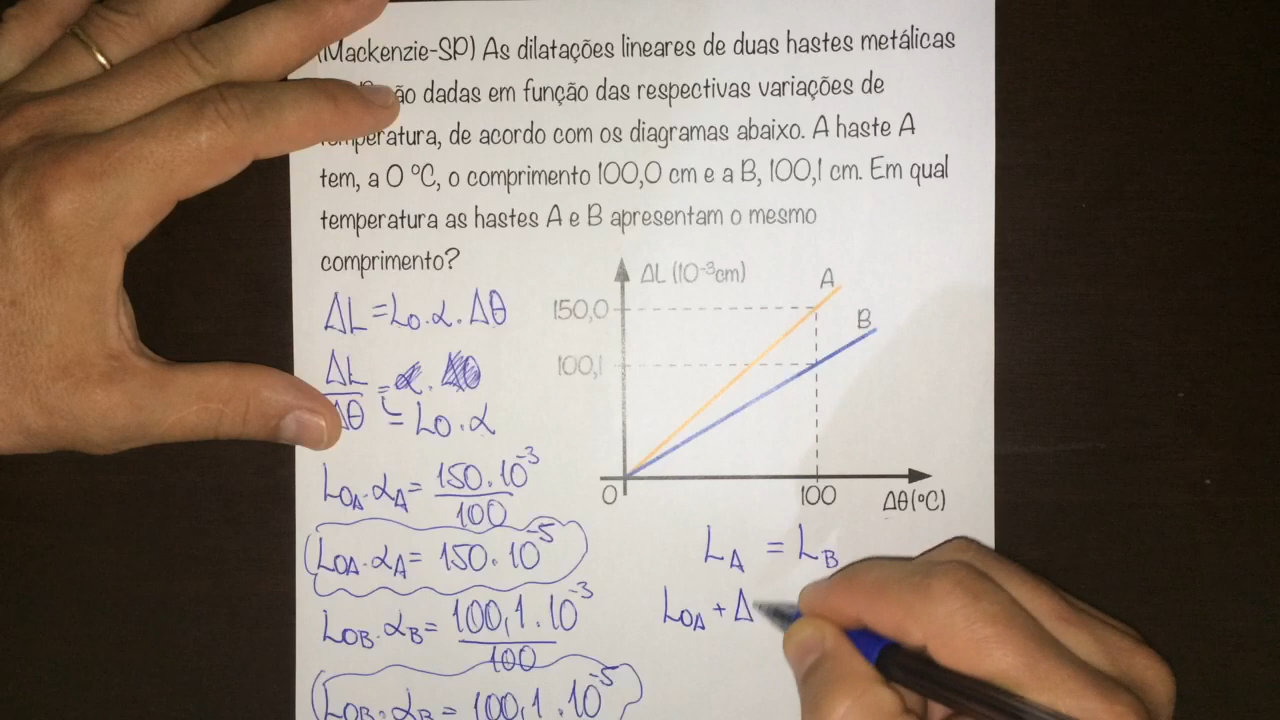 (Mackenzie-SP) As dilatações lineares de duas hastes metálicas
são dadas em função das respectivas variações de
temperatura, de acordo com os diagramas abaixo. A haste A
tem, a 0 °C, o comprimento 100,0 cm e a B, 100,1 cm. Em qual
temperatura as hastes A e B apresentam o mesmo
comprimento?
ΔL (10⁻³cm)
A
150,0
B
100,1
0
100
Δθ(°C)
ΔL = L₀.α.Δθ
ΔL/Δθ = L₀.α
L₀A.αA = 150.10⁻³/100
L₀A.αA = 150.10⁻⁵
L₀B.αB = 100,1.10⁻³/100
L₀B.αB = 100,1.10⁻⁵
LA = LB
L₀A + Δ